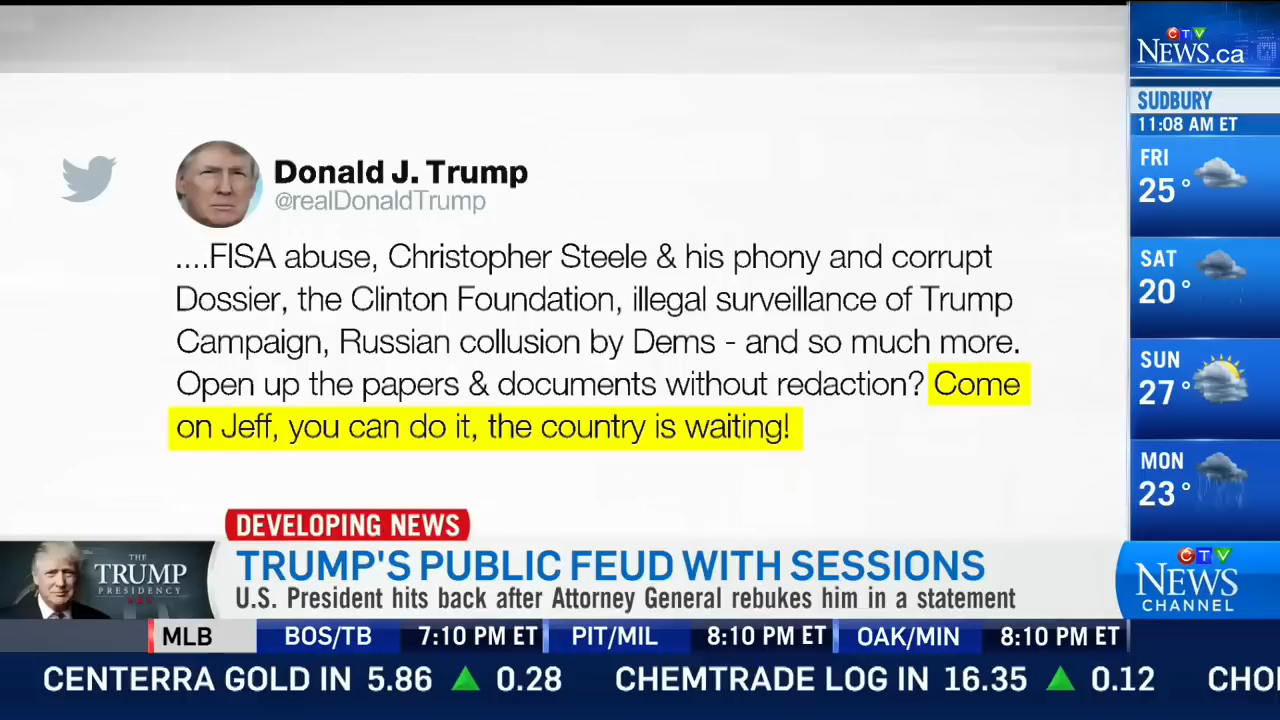 CTV
NEWS.ca
SUDBURY
11:08 AM ET
FRI
25°
SAT
20°
SUN
27°
MON
23°
Donald J. Trump
@realDonaldTrump
....FISA abuse, Christopher Steele & his phony and corrupt
Dossier, the Clinton Foundation, illegal surveillance of Trump
Campaign, Russian collusion by Dems - and so much more.
Open up the papers & documents without redaction? Come
on Jeff, you can do it, the country is waiting!
DEVELOPING NEWS
THE
TRUMP
PRESIDENCY
TRUMP'S PUBLIC FEUD WITH SESSIONS
U.S. President hits back after Attorney General rebukes him in a statement
CTV
NEWS
CHANNEL
MLB BOS/TB 7:10 PM ET PIT/MIL 8:10 PM ET OAK/MIN 8:10 PM ET
CENTERRA GOLD IN 5.86 ▲ 0.28 CHEMTRADE LOG IN 16.35 ▲ 0.12 CHO